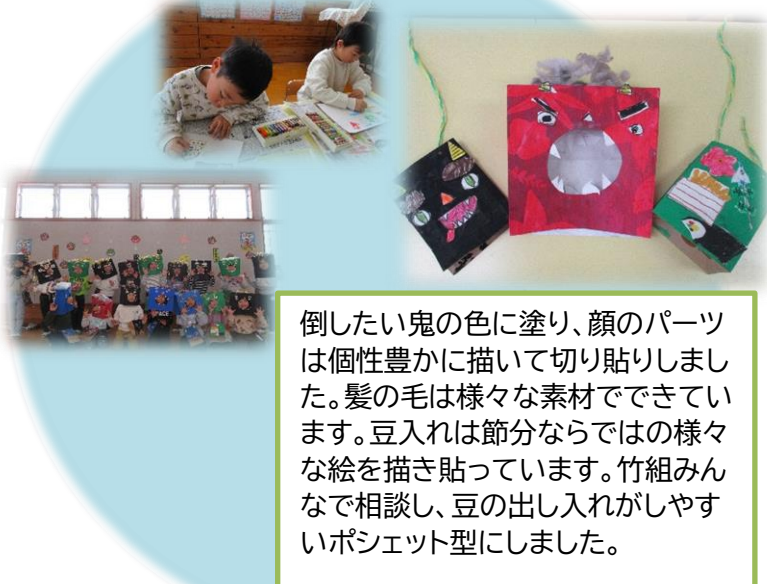 倒したい鬼の色に塗り、顔のパーツ
は個性豊かに描いて切り貼りしまし
た。髪の毛は様々な素材でできてい
ます。豆入れは節分ならではの様々
な絵を描き貼っています。竹組みん
なで相談し、豆の出し入れがしやす
いポシェット型にしました。